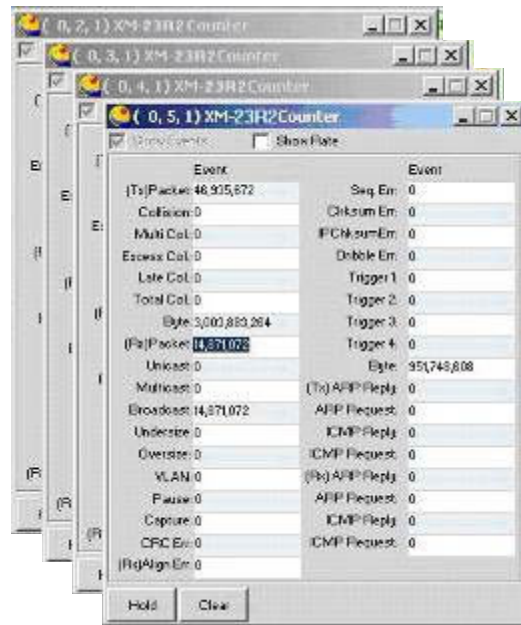 ( 0, 2, 1) XM-23R2Counter
( 0, 3, 1) XM-23R2Counter
( 0, 4, 1) XM-23R2Counter
( 0, 5, 1) XM-23R2Counter
Show Events Show Rate
Event Event
(Tx)Packet: 46,935,672 Seq. Err: 0
Collision: 0 Chksum Err: 0
Multi Col.: 0 IPChksumErr: 0
Excess Col.: 0 Dribble Err: 0
Late Col.: 0 Trigger 1: 0
Total Col.: 0 Trigger 2: 0
Byte: 3,003,883,264 Trigger 3: 0
(Rx)Packet: 14,871,072 Trigger 4: 0
Unicast: 0 Byte: 951,748,608
Multicast: 0 (Tx) ARP Reply: 0
Broadcast: 14,871,072 ARP Request: 0
Undersize: 0 ICMP Reply: 0
Oversize: 0 ICMP Request: 0
VLAN: 0 (Rx) ARP Reply: 0
Pause: 0 ARP Request: 0
Capture: 0 ICMP Reply: 0
CRC Err: 0 ICMP Request: 0
(Rx)Align Err: 0
Hold Clear